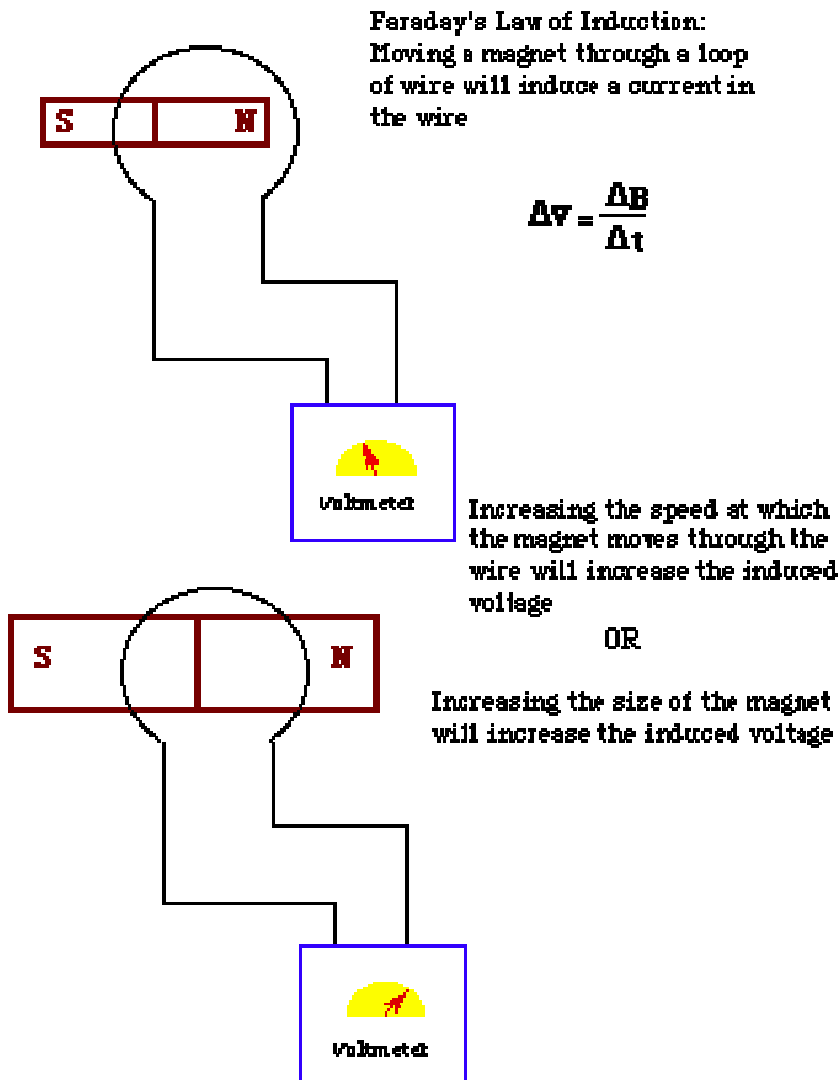 Faraday's Law of Induction:
Moving a magnet through a loop
of wire will induce a current in
the wire
S N
ΔV = ΔB
Δt
Voltmeter
Increasing the speed at which
the magnet moves through the
wire will increase the induced
voltage
OR
S N
Increasing the size of the magnet
will increase the induced voltage
Voltmeter